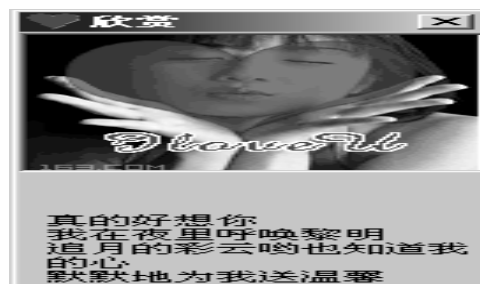 欣赏
I love U
163.COM
真的好想你
我在夜里呼唤黎明
追月的彩云哟也知道我
的心
默默地为我送温馨